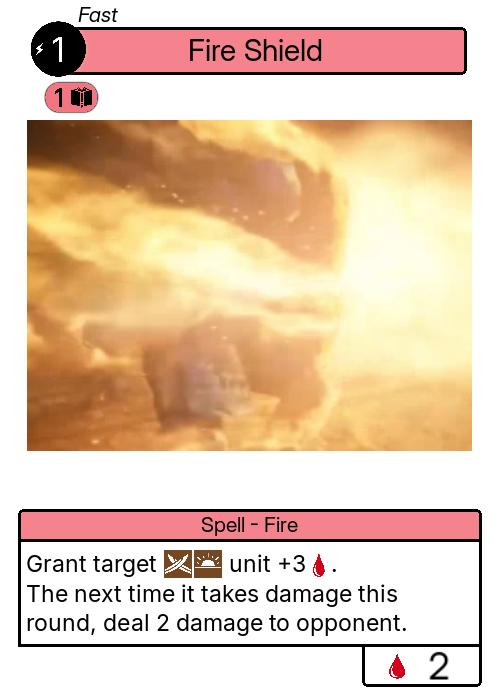 Fast
1
Fire Shield
1
Spell - Fire
Grant target unit +3.
The next time it takes damage this
round, deal 2 damage to opponent.
2